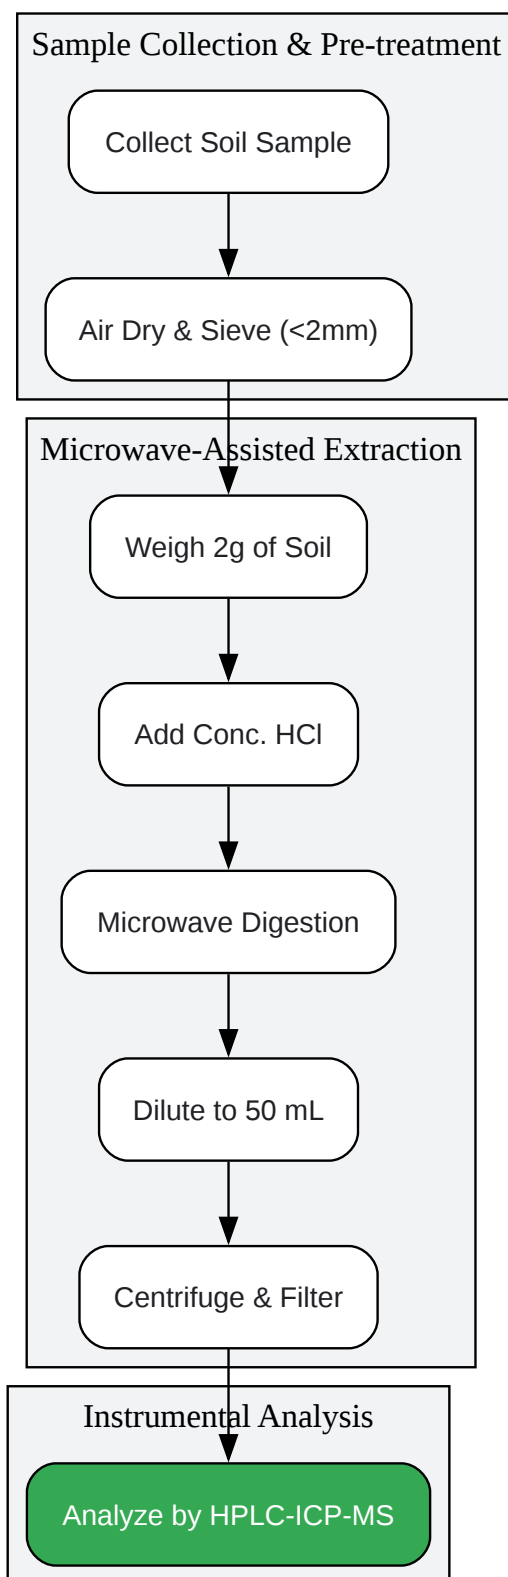 Sample Collection & Pre-treatment
Collect Soil Sample
Air Dry & Sieve (<2mm)
Microwave-Assisted Extraction
Weigh 2g of Soil
Add Conc. HCl
Microwave Digestion
Dilute to 50 mL
Centrifuge & Filter
Instrumental Analysis
Analyze by HPLC-ICP-MS